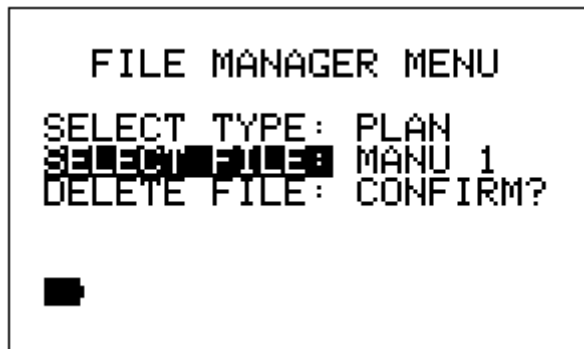 FILE MANAGER MENU
SELECT TYPE: PLAN
SELECT FILE: MANU 1
DELETE FILE: CONFIRM?